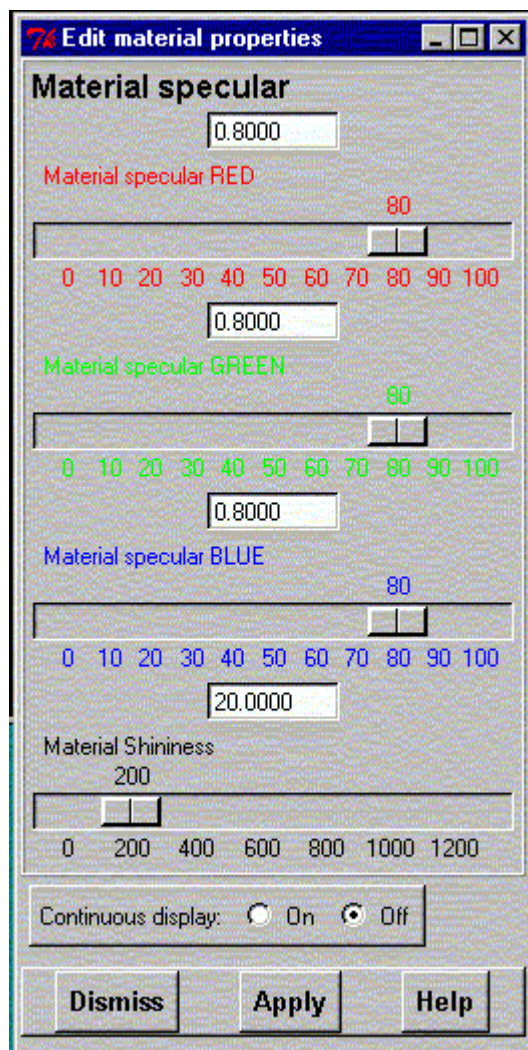 Edit material properties
Material specular
0.8000
Material specular RED
80
0 10 20 30 40 50 60 70 80 90 100
0.8000
Material specular GREEN
80
0 10 20 30 40 50 60 70 80 90 100
0.8000
Material specular BLUE
80
0 10 20 30 40 50 60 70 80 90 100
20.0000
Material Shininess
200
0 200 400 600 800 1000 1200
Continuous display: On Off
Dismiss Apply Help